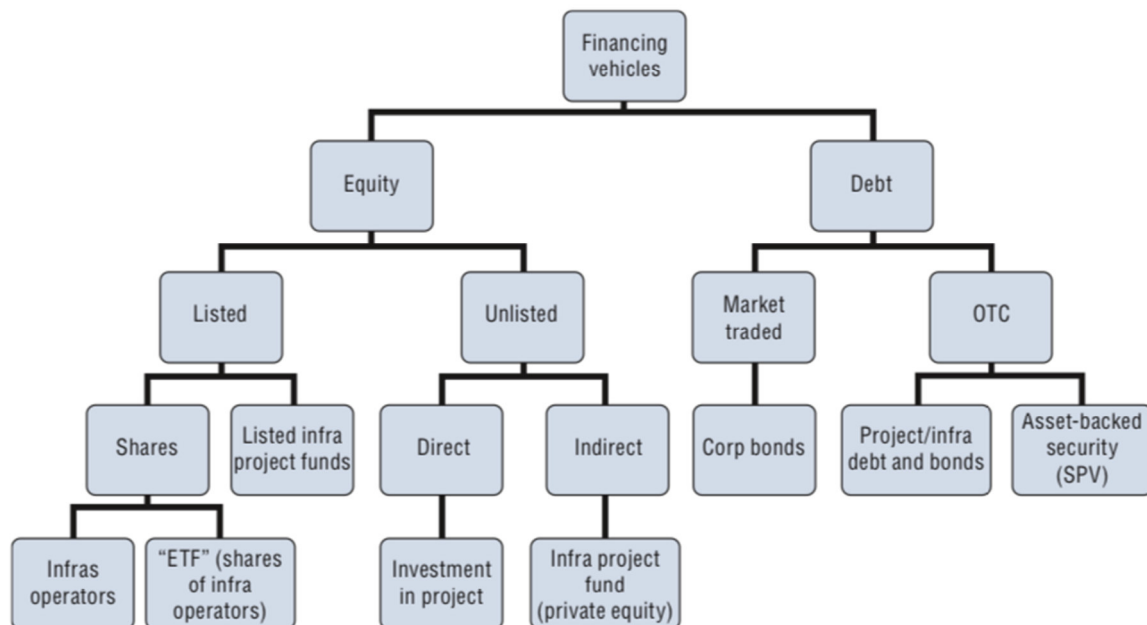 Financing
vehicles
Equity
Debt
Listed
Unlisted
Market
traded
OTC
Shares
Listed infra
project funds
Direct
Indirect
Corp bonds
Project/infra
debt and bonds
Asset-backed
security
(SPV)
Infras
operators
“ETF” (shares
of infra
operators)
Investment
in project
Infra project
fund
(private equity)